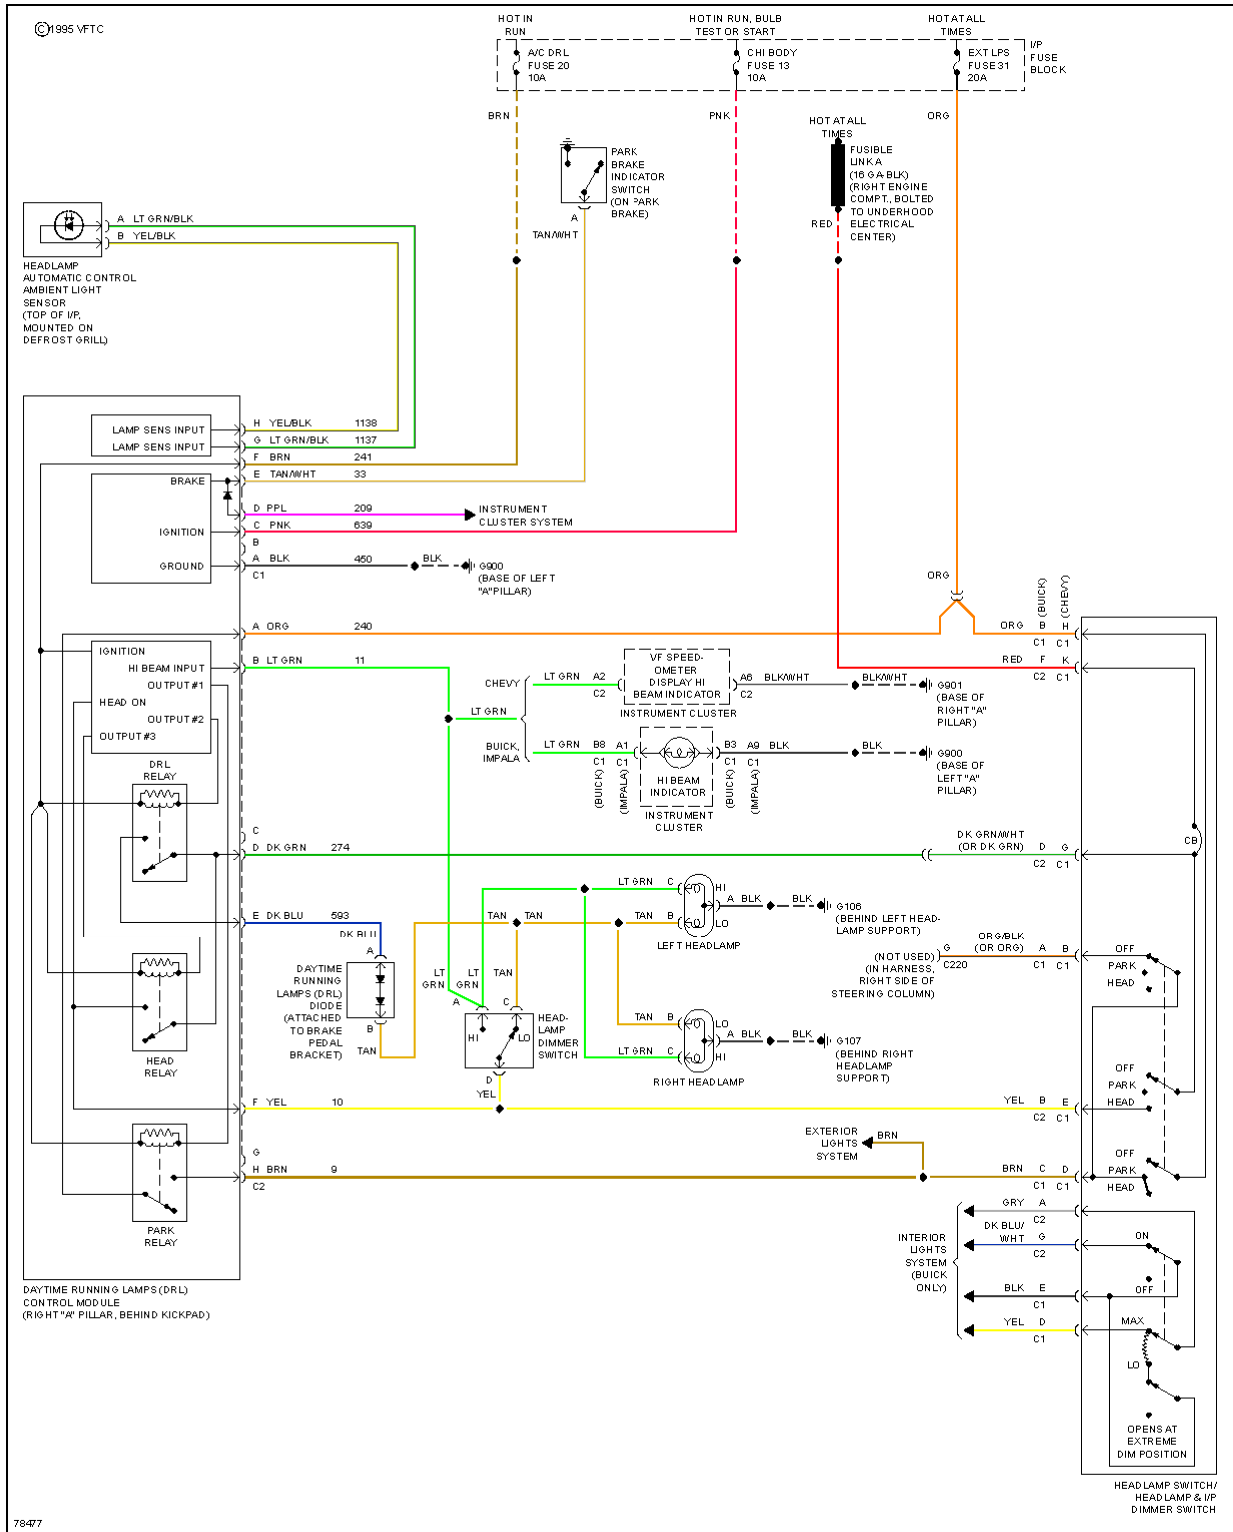 ©1995 VFTC
HOT IN
RUN
HOT IN RUN, BULB
TEST OR START
HOT AT ALL
TIMES
A/C DRL
FUSE 20
10A
CHI BODY
FUSE 13
10A
EXT LPS
FUSE 31
20A
I/P
FUSE
BLOCK
BRN
PNK
ORG
HOT AT ALL
TIMES
PARK
BRAKE
INDICATOR
SWITCH
(ON PARK
BRAKE)
A
TAN/WHT
FUSIBLE
LINK A
(16 GA-BLK)
(RIGHT ENGINE
COMPT., BOLTED
TO UNDERHOOD
ELECTRICAL
CENTER)
RED
A LT GRN/BLK
B YEL/BLK
HEADLAMP
AUTOMATIC CONTROL
AMBIENT LIGHT
SENSOR
(TOP OF I/P,
MOUNTED ON
DEFROST GRILL)
LAMP SENS INPUT
H YEL/BLK 1138
LAMP SENS INPUT
G LT GRN/BLK 1137
F BRN 241
BRAKE
E TAN/WHT 33
D PPL 209
INSTRUMENT
CLUSTER SYSTEM
IGNITION
C PNK 639
B
GROUND
A BLK 450
BLK
G900
(BASE OF LEFT
"A"PILLAR)
C1
ORG
(BUICK)
(CHEVY)
A ORG 240
ORG B H
C1 C1
IGNITION
HI BEAM INPUT
B LT GRN 11
RED F K
C2 C1
OUTPUT #1
HEAD ON
OUTPUT #2
OUTPUT #3
CHEVY
LT GRN A2
C2
VF SPEED-
OMETER
DISPLAY HI
BEAM INDICATOR
A6 BLK/WHT
C2
BLK/WHT
G901
(BASE OF
RIGHT "A"
PILLAR)
INSTRUMENT CLUSTER
LT GRN
BUICK,
IMPALA
LT GRN B8 A1
C1 C1
(BUICK)
(IMPALA)
HI BEAM
INDICATOR
INSTRUMENT
CLUSTER
B3 A9 BLK
C1 C1
(BUICK)
(IMPALA)
BLK
G900
(BASE OF
LEFT "A"
PILLAR)
DRL
RELAY
C
D DK GRN 274
DK GRN/WHT
(OR DK GRN) D G
C2 C1
CB
E DK BLU 593
DK BLU
A
DAYTIME
RUNNING
LAMPS (DRL)
DIODE
(ATTACHED
TO BRAKE
PEDAL
BRACKET)
B
TAN
TAN TAN
LT GRN C
HI
TAN B
LO
A BLK
BLK
G106
(BEHIND LEFT HEAD-
LAMP SUPPORT)
LEFT HEADLAMP
LT
GRN
LT
GRN
TAN
A C
HI LO
HEAD-
LAMP
DIMMER
SWITCH
D
YEL
TAN B
LO
LT GRN C
HI
A BLK
BLK
G107
(BEHIND RIGHT
HEADLAMP
SUPPORT)
RIGHT HEADLAMP
ORG/BLK
(OR ORG) A B
C1 C1
G
C220
(NOT USED)
(IN HARNESS,
RIGHT SIDE OF
STEERING COLUMN)
OFF
PARK
HEAD
HEAD
RELAY
OFF
PARK
HEAD
F YEL 10
YEL B E
C2 C1
EXTERIOR
LIGHTS
SYSTEM
BRN
G
H BRN 9
C2
BRN C D
C1 C1
OFF
PARK
HEAD
PARK
RELAY
GRY A
C2
DK BLU/
WHT G
C2
BLK E
C1
YEL D
C1
INTERIOR
LIGHTS
SYSTEM
(BUICK
ONLY)
ON
OFF
MAX
LO
OPENS AT
EXTREME
DIM POSITION
DAYTIME RUNNING LAMPS (DRL)
CONTROL MODULE
(RIGHT "A" PILLAR, BEHIND KICKPAD)
HEADLAMP SWITCH/
HEADLAMP & I/P
DIMMER SWITCH
78477